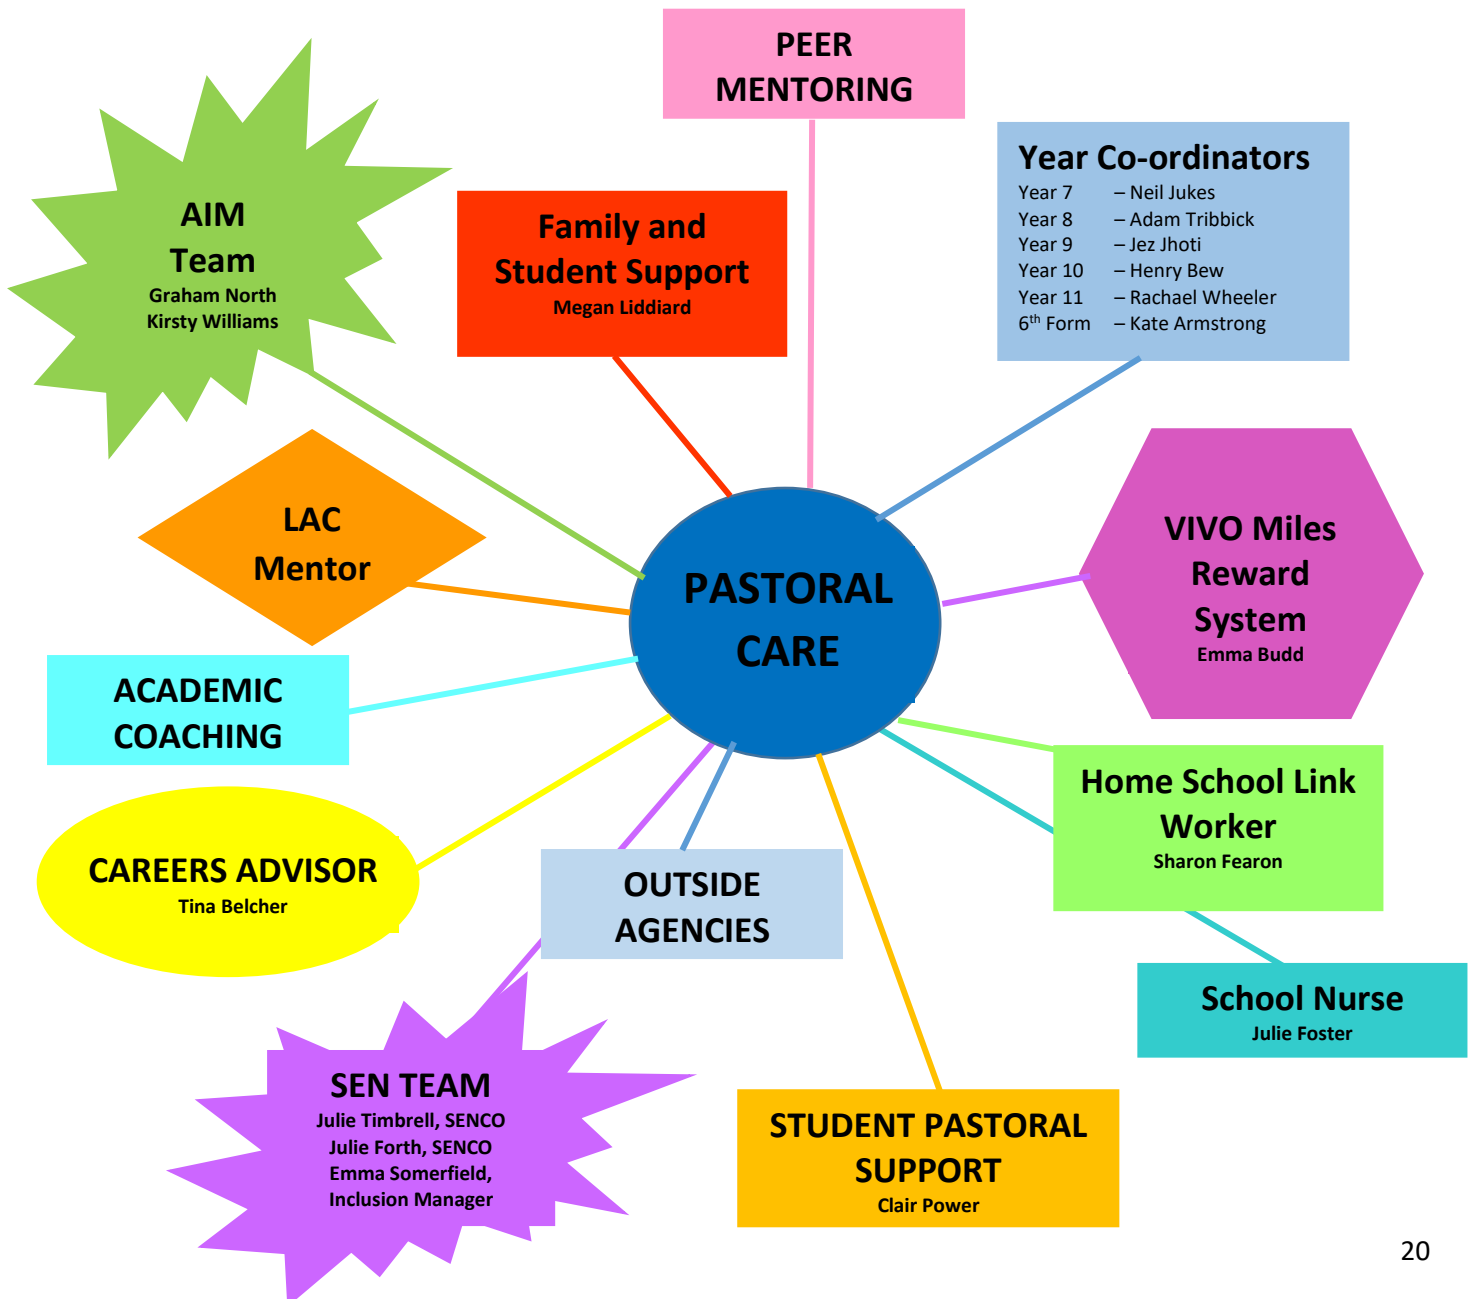 PEER
MENTORING
Year Co-ordinators
Year 7 – Neil Jukes
Year 8 – Adam Tribbick
Year 9 – Jez Jhoti
Year 10 – Henry Bew
Year 11 – Rachael Wheeler
6th Form – Kate Armstrong
AIM
Team
Graham North
Kirsty Williams
Family and
Student Support
Megan Liddiard
LAC
Mentor
PASTORAL
CARE
VIVO Miles
Reward
System
Emma Budd
ACADEMIC
COACHING
Home School Link
Worker
Sharon Fearon
CAREERS ADVISOR
Tina Belcher
OUTSIDE
AGENCIES
School Nurse
Julie Foster
SEN TEAM
Julie Timbrell, SENCO
Julie Forth, SENCO
Emma Somerfield,
Inclusion Manager
STUDENT PASTORAL
SUPPORT
Clair Power
20